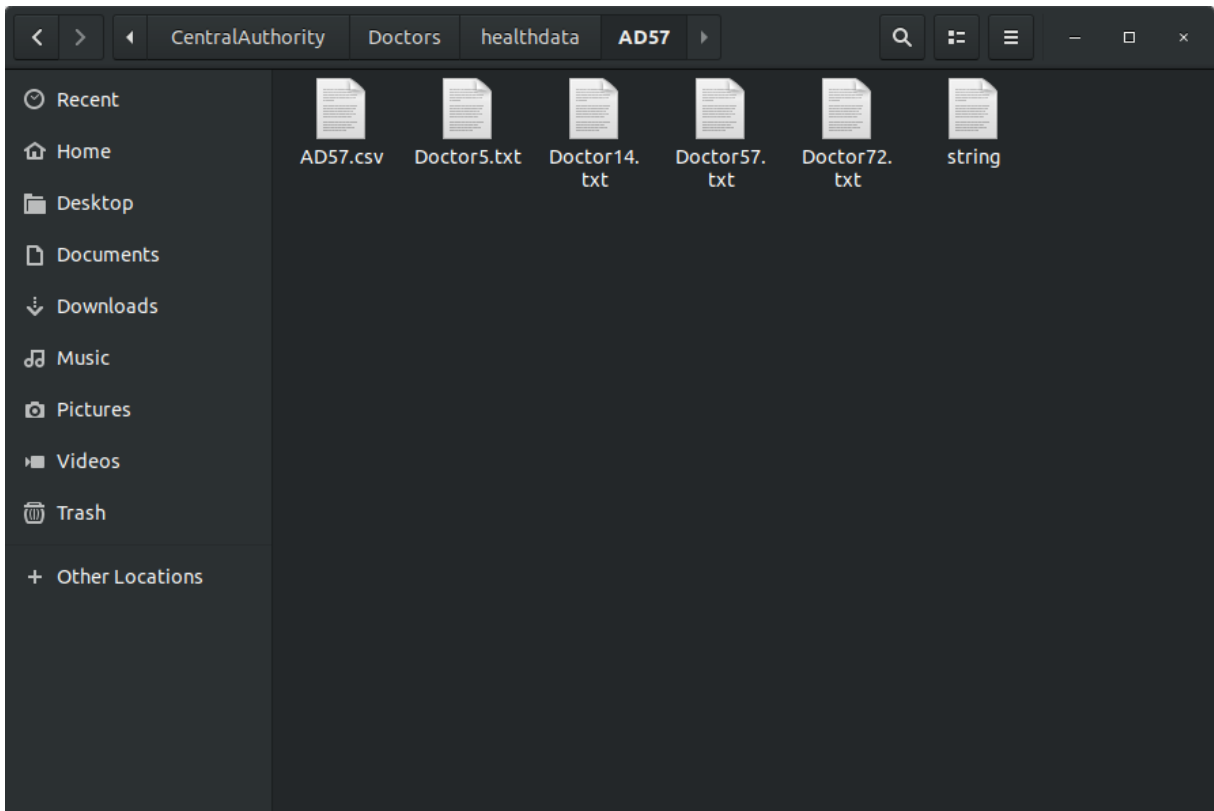 CentralAuthority Doctors healthdata AD57
Recent
Home
Desktop
Documents
Downloads
Music
Pictures
Videos
Trash
Other Locations
AD57.csv
Doctor5.txt
Doctor14.
txt
Doctor57.
txt
Doctor72.
txt
string